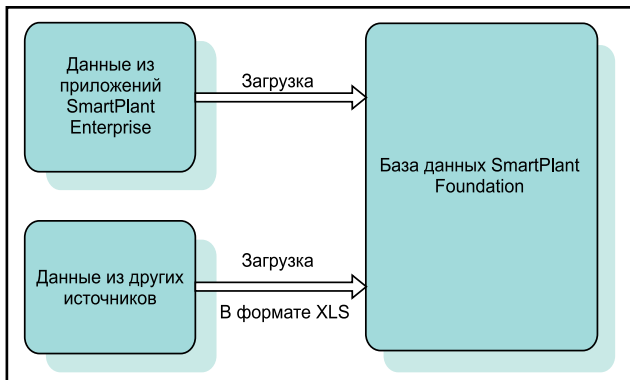 Данные из
приложений
SmartPlant
Enterprise
Загрузка
База данных SmartPlant
Foundation
Данные из других
источников
Загрузка
В формате XLS